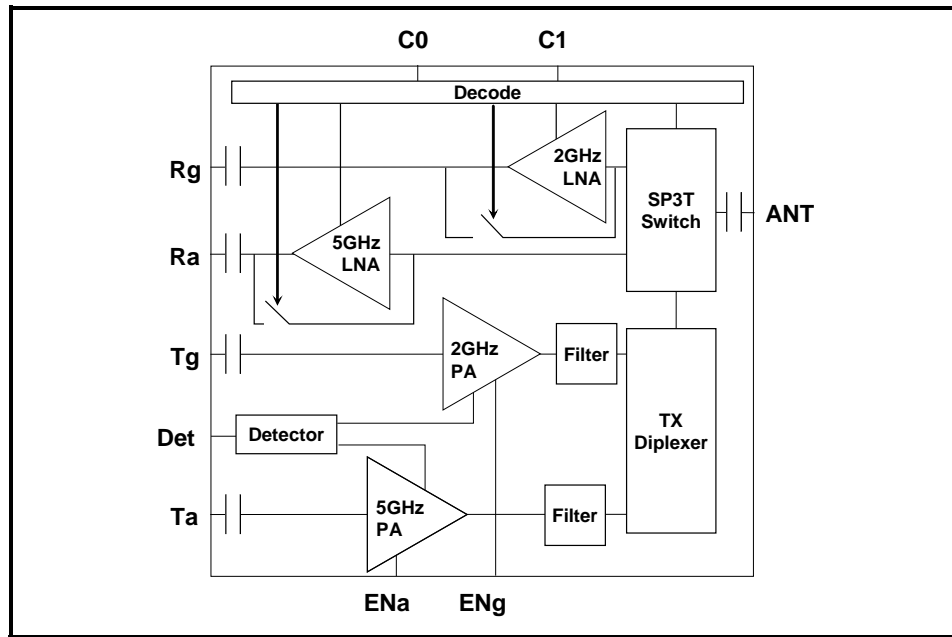 C0
C1
Decode
Rg
2GHz
LNA
SP3T
Switch
ANT
Ra
5GHz
LNA
Tg
2GHz
PA
Filter
TX
Diplexer
Det
Detector
Ta
5GHz
PA
Filter
ENa
ENg